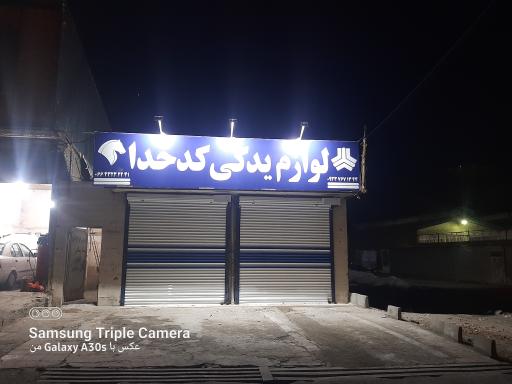 لوازم یدکی کدخدا
Samsung Triple Camera
عکس با Galaxy A30s من